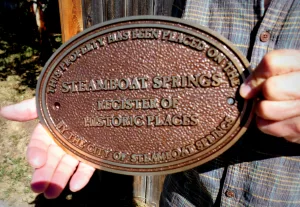 THIS PROPERTY HAS BEEN PLACED ON THE
STEAMBOAT SPRINGS
REGISTER OF
HISTORIC PLACES
BY THE CITY OF STEAMBOAT SPRINGS